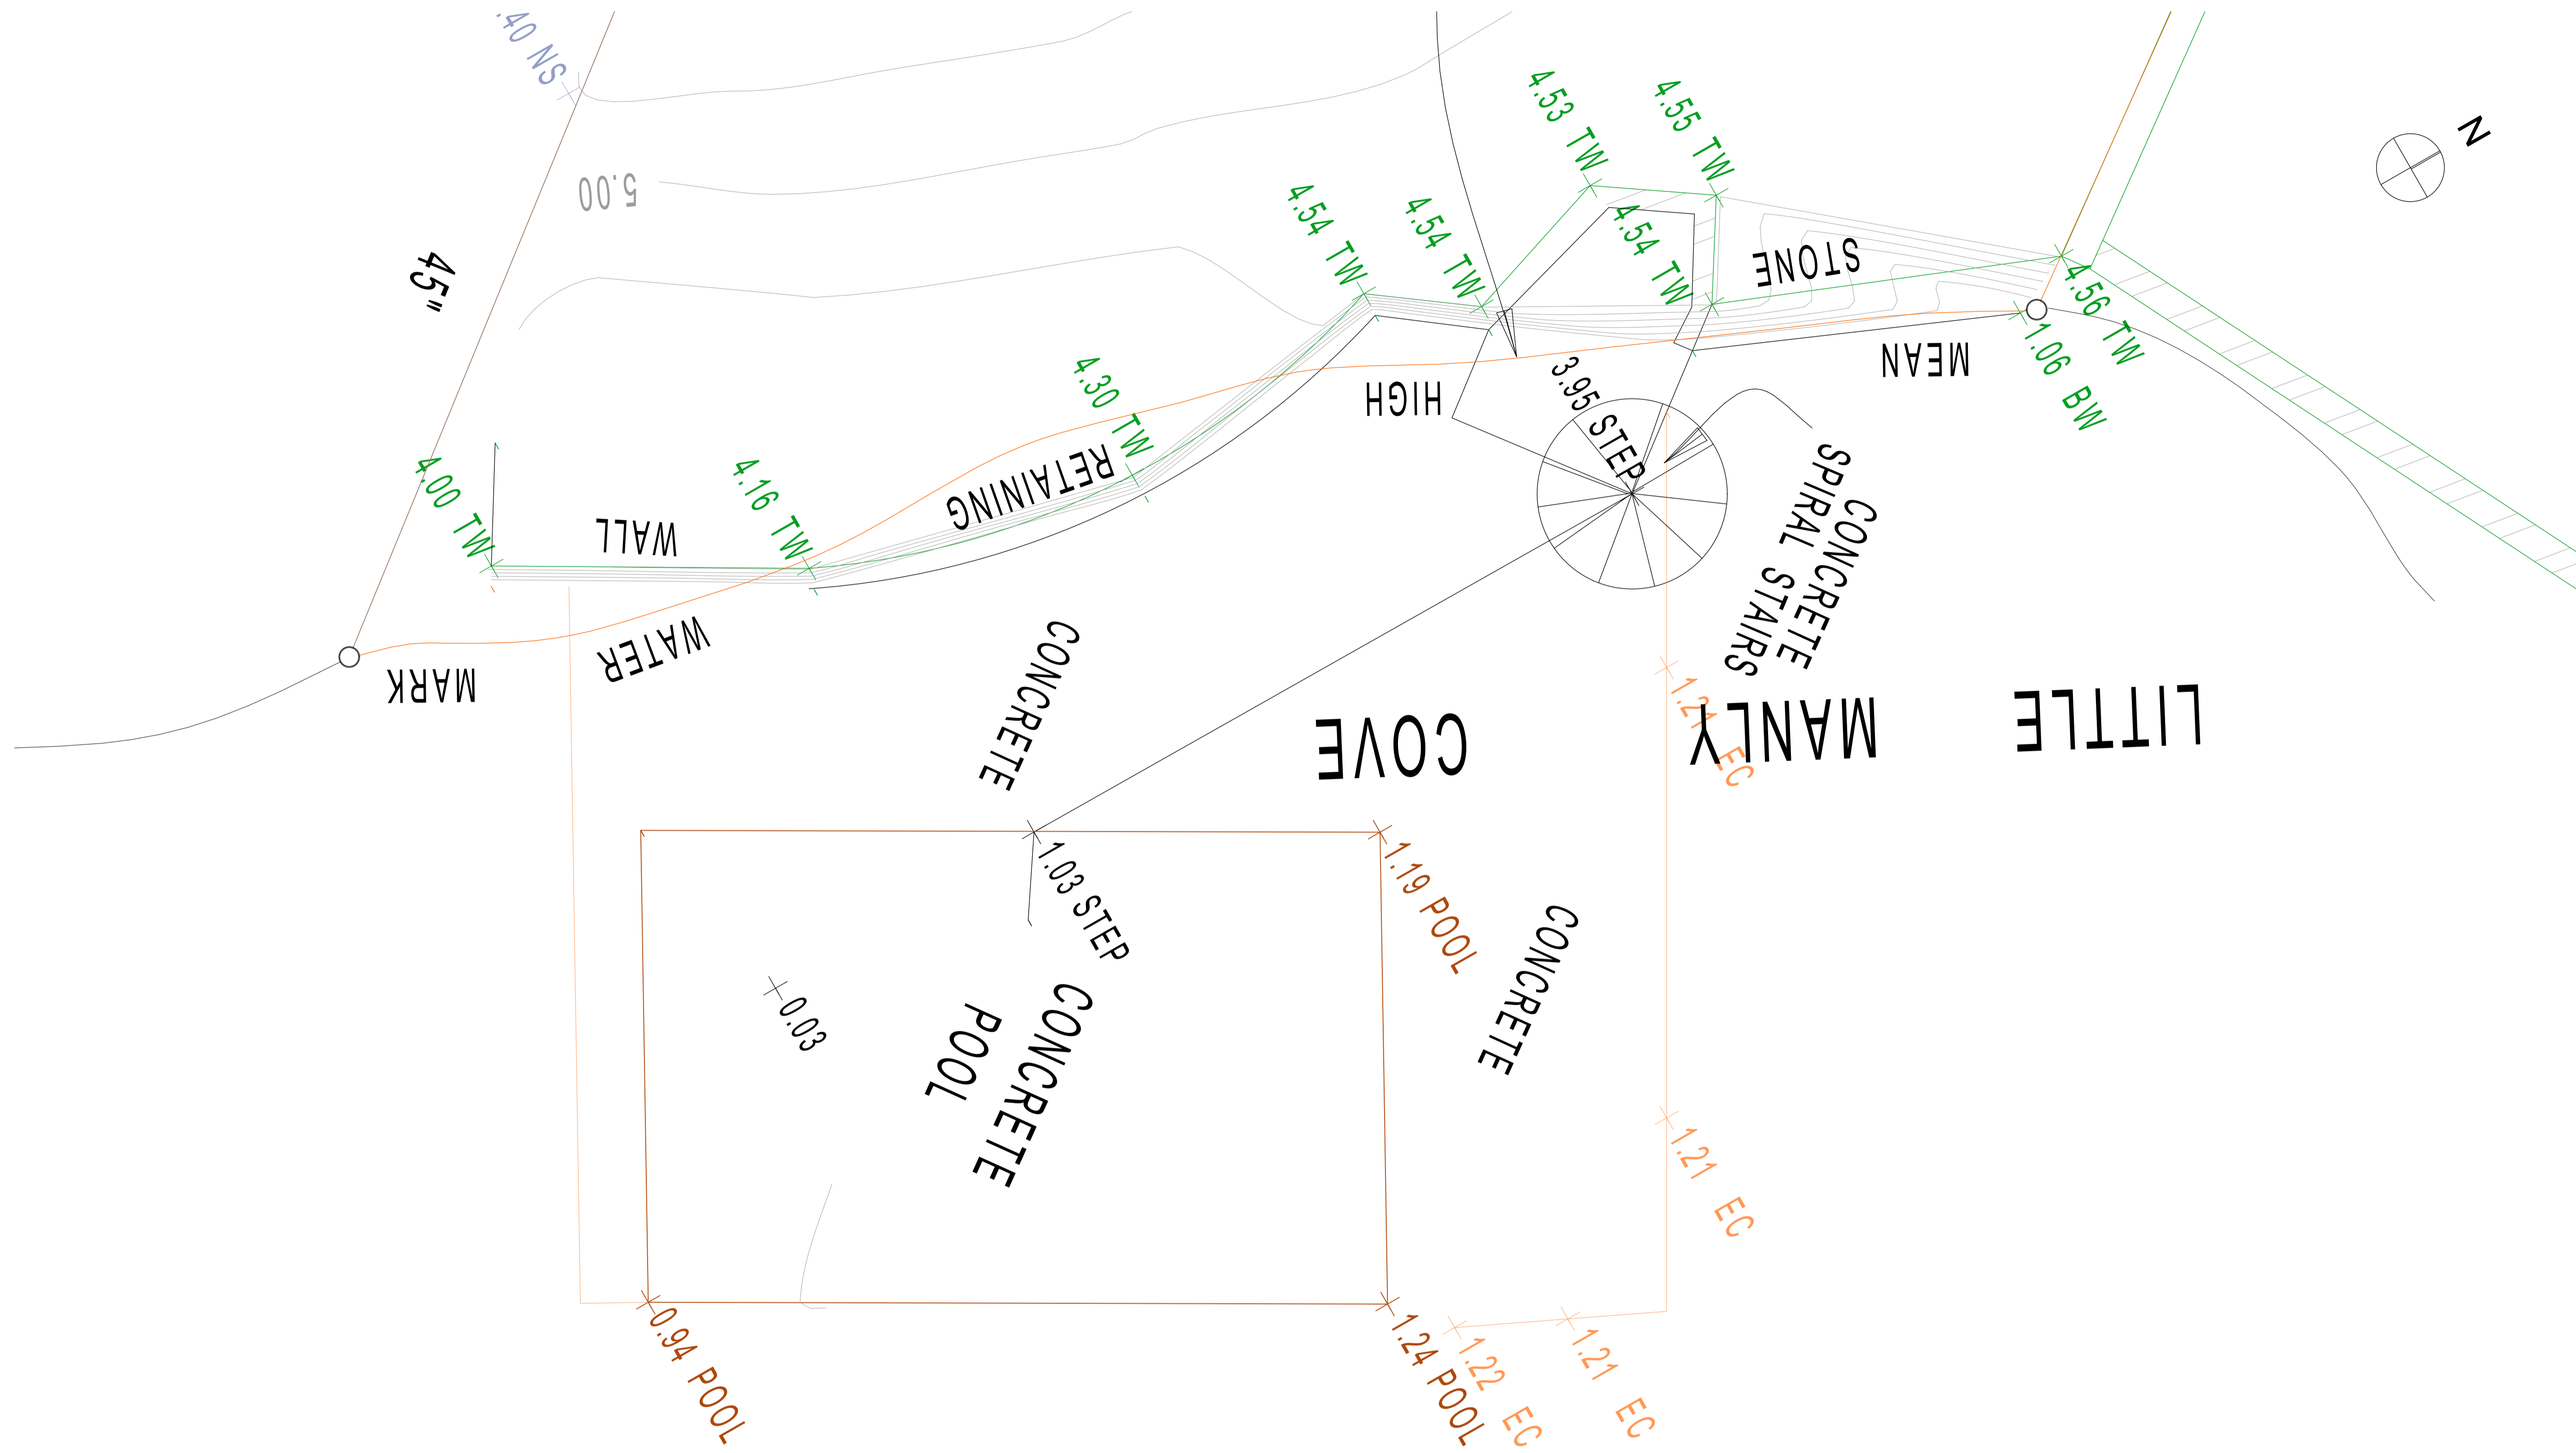 .40 NS
N
4.53 TW
4.55 TW
5.00
4.54 TW
4.54 TW
4.54 TW
45"
STONE
4.56 TW
1.06 BW
MEAN
HIGH
3.95 STEP
4.30 TW
4.00 TW
4.16 TW
RETAINING
WALL
WATER
MARK
CONCRETE
SPIRAL STAIRS
CONCRETE
LITTLE MANLY COVE
1.21 EC
1.03 STEP
1.19 POOL
CONCRETE
0.03
CONCRETE
POOL
1.21 EC
0.94 POOL
1.24 POOL
1.22 EC
1.21 EC